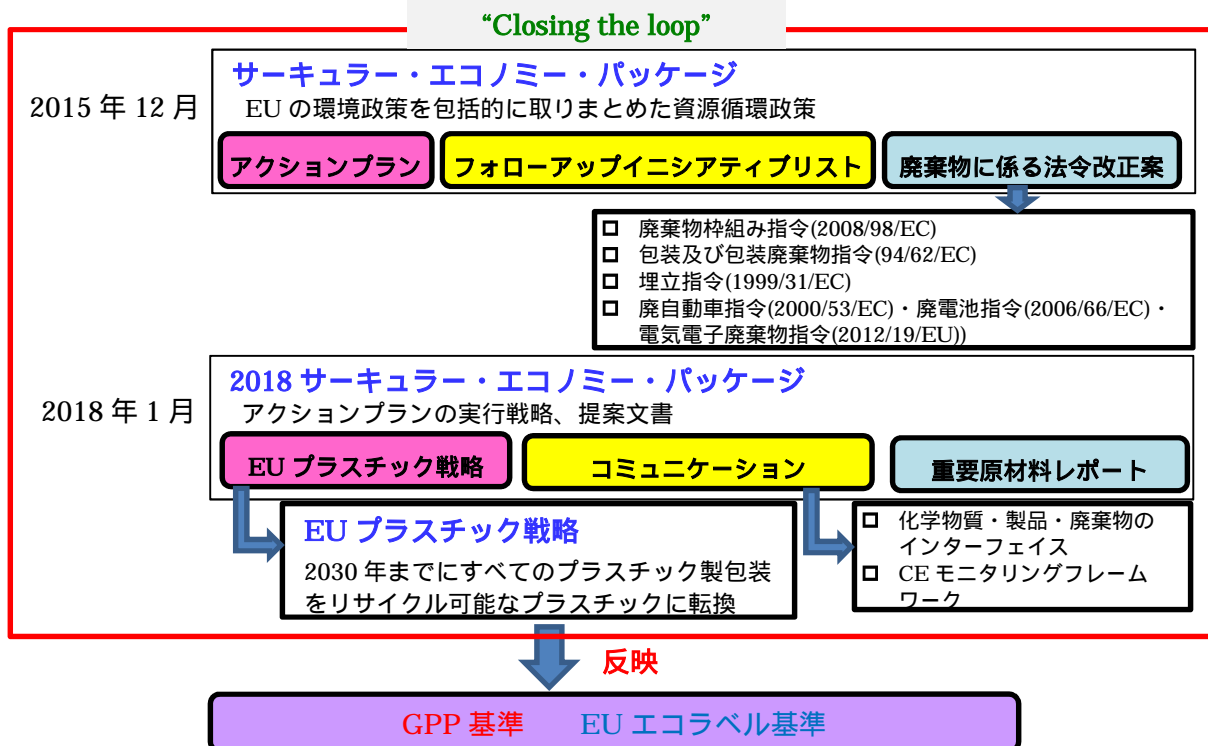 “Closing the loop”
サーキュラー・エコノミー・パッケージ
2015 年 12 月
EU の環境政策を包括的に取りまとめた資源循環政策
アクションプラン
フォローアップイニシアティブリスト
廃棄物に係る法令改正案
廃棄物枠組み指令(2008/98/EC)
包装及び包装廃棄物指令(94/62/EC)
埋立指令(1999/31/EC)
廃自動車指令(2000/53/EC)・廃電池指令(2006/66/EC)・
電気電子廃棄物指令(2012/19/EU))
2018 サーキュラー・エコノミー・パッケージ
2018 年 1 月
アクションプランの実行戦略、提案文書
EU プラスチック戦略
コミュニケーション
重要原材料レポート
EU プラスチック戦略
2030 年までにすべてのプラスチック製包装
をリサイクル可能なプラスチックに転換
化学物質・製品・廃棄物の
インターフェイス
CE モニタリングフレーム
ワーク
反映
GPP 基準 EU エコラベル基準